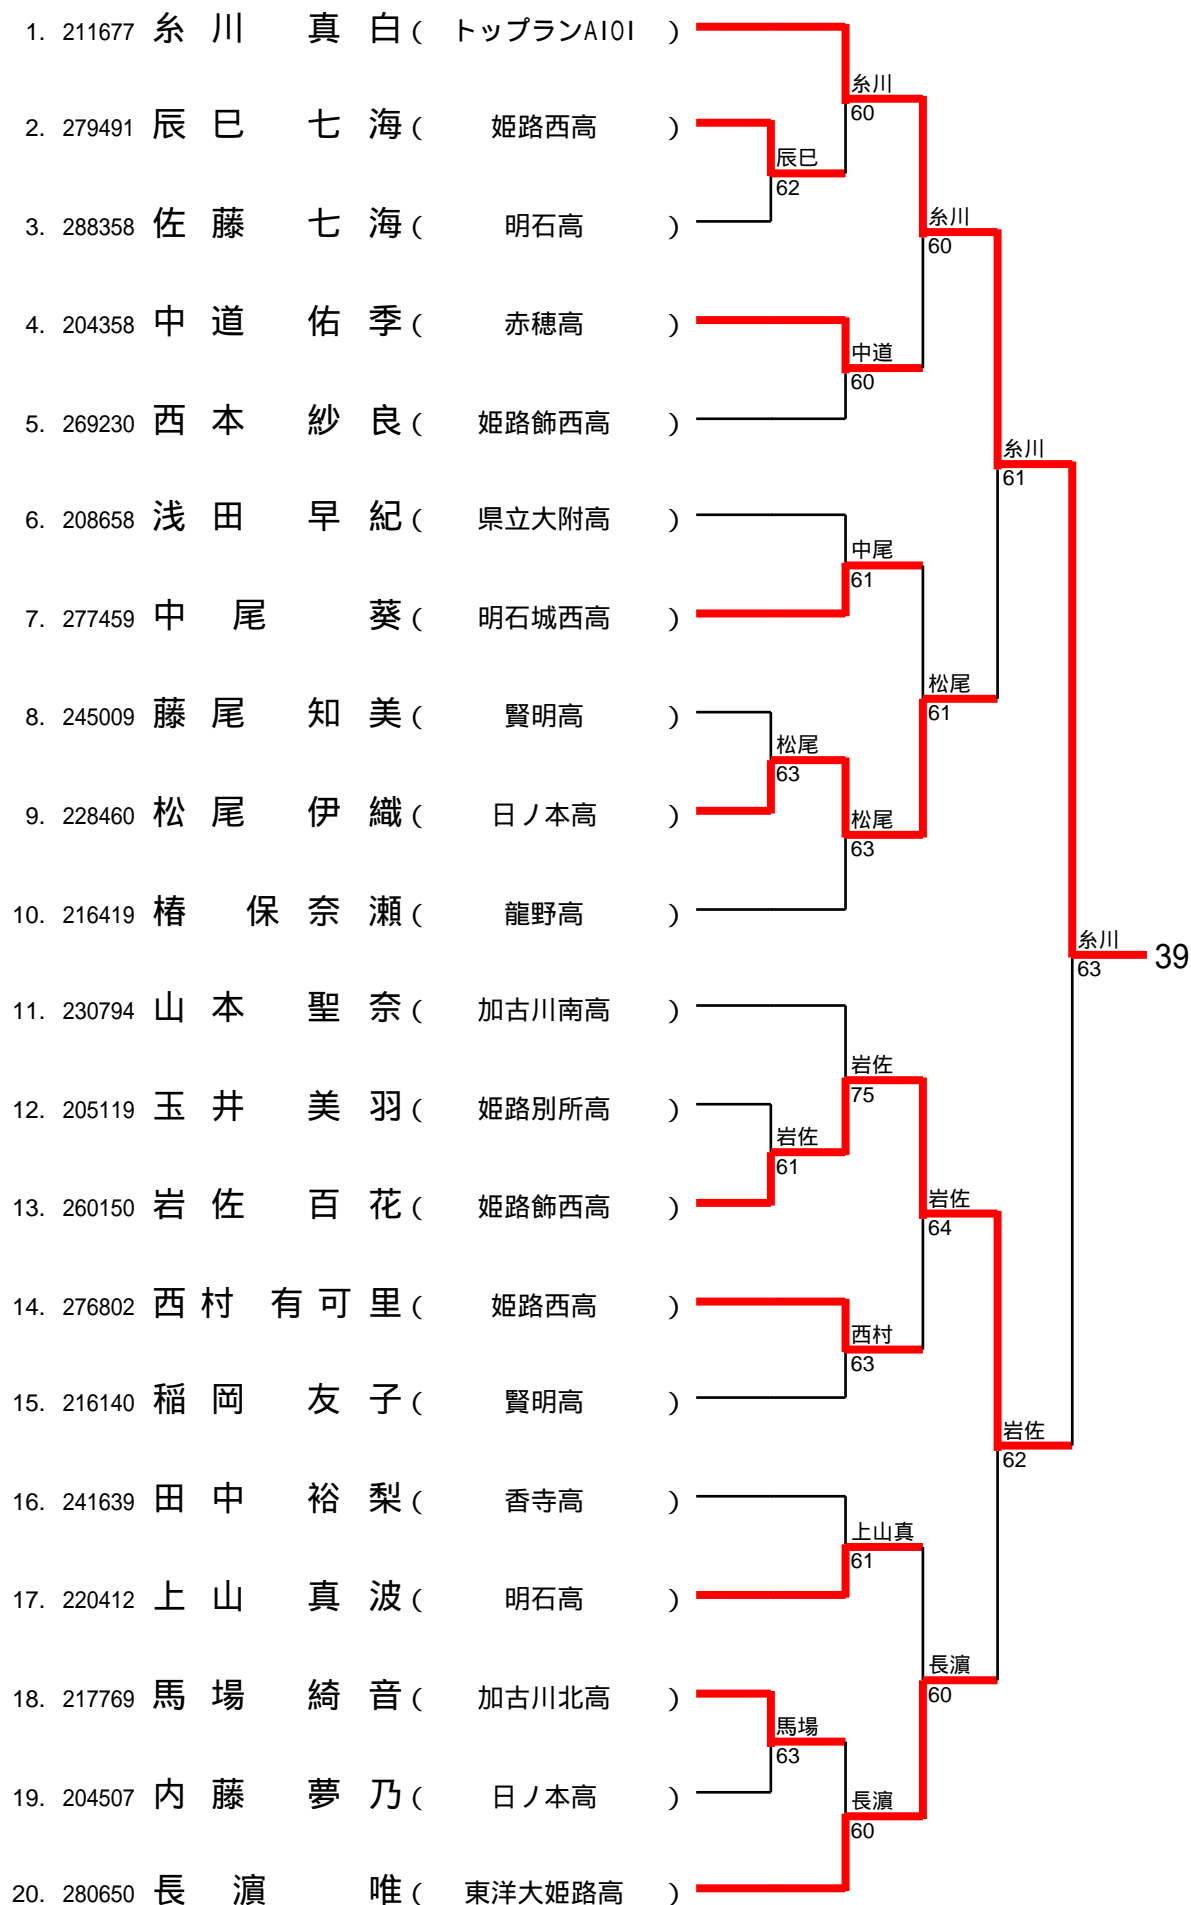 1. 211677 糸川 真白 ( トップランAIOI )
糸川
60
2. 279491 辰巳 七海 ( 姫路西高 )
辰巳
62
3. 288358 佐藤 七海 ( 明石高 )
糸川
60
4. 204358 中道 佑季 ( 赤穂高 )
中道
60
5. 269230 西本 紗良 ( 姫路飾西高 )
糸川
61
6. 208658 浅田 早紀 ( 県立大附高 )
中尾
61
7. 277459 中尾 葵 ( 明石城西高 )
松尾
61
8. 245009 藤尾 知美 ( 賢明高 )
松尾
63
9. 228460 松尾 伊織 ( 日ノ本高 )
松尾
63
10. 216419 椿 保奈瀬 ( 龍野高 )
糸川
63
39
11. 230794 山本 聖奈 ( 加古川南高 )
岩佐
75
12. 205119 玉井 美羽 ( 姫路別所高 )
岩佐
61
13. 260150 岩佐 百花 ( 姫路飾西高 )
岩佐
64
14. 276802 西村 有可里 ( 姫路西高 )
西村
63
15. 216140 稲岡 友子 ( 賢明高 )
岩佐
62
16. 241639 田中 裕梨 ( 香寺高 )
上山真
61
17. 220412 上山 真波 ( 明石高 )
長濵
60
18. 217769 馬場 綺音 ( 加古川北高 )
馬場
63
19. 204507 内藤 夢乃 ( 日ノ本高 )
長濵
60
20. 280650 長濵 唯 ( 東洋大姫路高 )